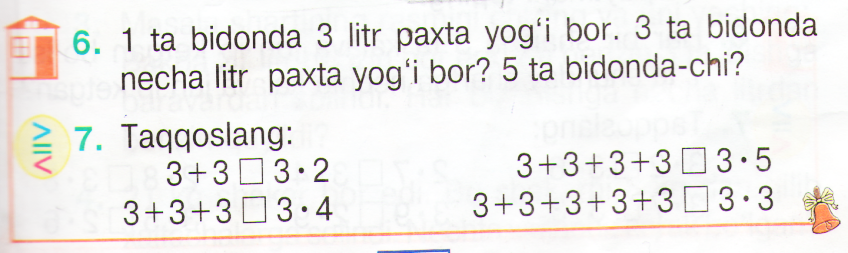 6. 1 ta bidonda 3 litr paxta yog‘i bor. 3 ta bidonda
necha litr paxta yog‘i bor? 5 ta bidonda-chi?
> = < 7. Taqqoslang:
3+3 □ 3·2 3+3+3+3 □ 3·5
3+3+3 □ 3·4 3+3+3+3+3 □ 3·3